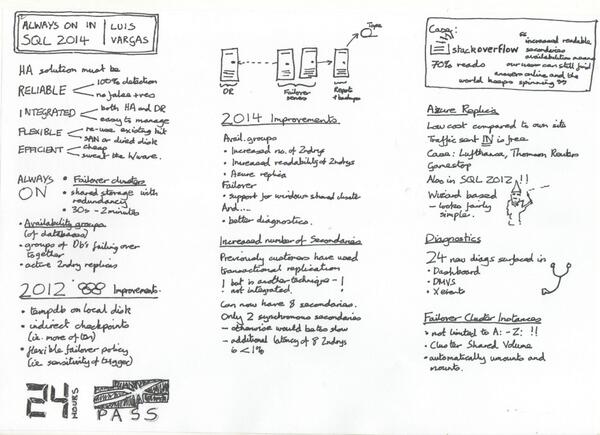 ALWAYS ON IN
SQL 2014
LUIS
VARGAS
HA solution must be
RELIABLE
100% detection
no false +ves
INTEGRATED
both HA and DR
easy to manage
FLEXIBLE
re-use existing kit
SAN or direct disk
EFFICIENT
cheap
sweat the h/ware.
ALWAYS
ON
• Failover clusters
• shared storage with
redundancy
• 30s - 2 minutes
• Availability groups
(of databases)
• groups of Db's failing over
together
• active 2ndry replicas
2012 Improvements
• tempdb on local disk
• indirect checkpoints
(i.e. more often)
• flexible failover policy
(i.e. sensitivity of trigger)
24 HOURS
PASS
Tape
DR
Failover
servers
Reports
+ backups
2014 Improvements
Avail. groups
• Increased no. of 2ndrys
• Increased readability of 2ndrys
• Azure replica
Failover
• support for windows shared cluster
And....
• better diagnostics.
Increased number of Secondaries
Previously customers have used
transactional replication
! but is another technique -
not integrated. !
Can now have 8 secondaries.
Only 2 synchronous secondaries
- otherwise would be too slow
- additional latency of 8 2ndrys
is < 1%
Case:
stackoverflow
70% reads
"increased readable
secondaries
availability means
our users can still find
answers online and the
world keeps spinning"
Azure Replica
Low cost compared to own site
Traffic sent IN is free
Case: Lufthansa, Thomson Reuters
Gamestop
Also in SQL 2012!!
Wizard based
- looks fairly
simple.
Diagnostics
24 new diags surfaced in
• Dashboard
• DMVs
• Xevents
Failover Cluster Instances
• not limited to A: - Z: !!
• Cluster Shared Volume
• automatically unmounts and
mounts.